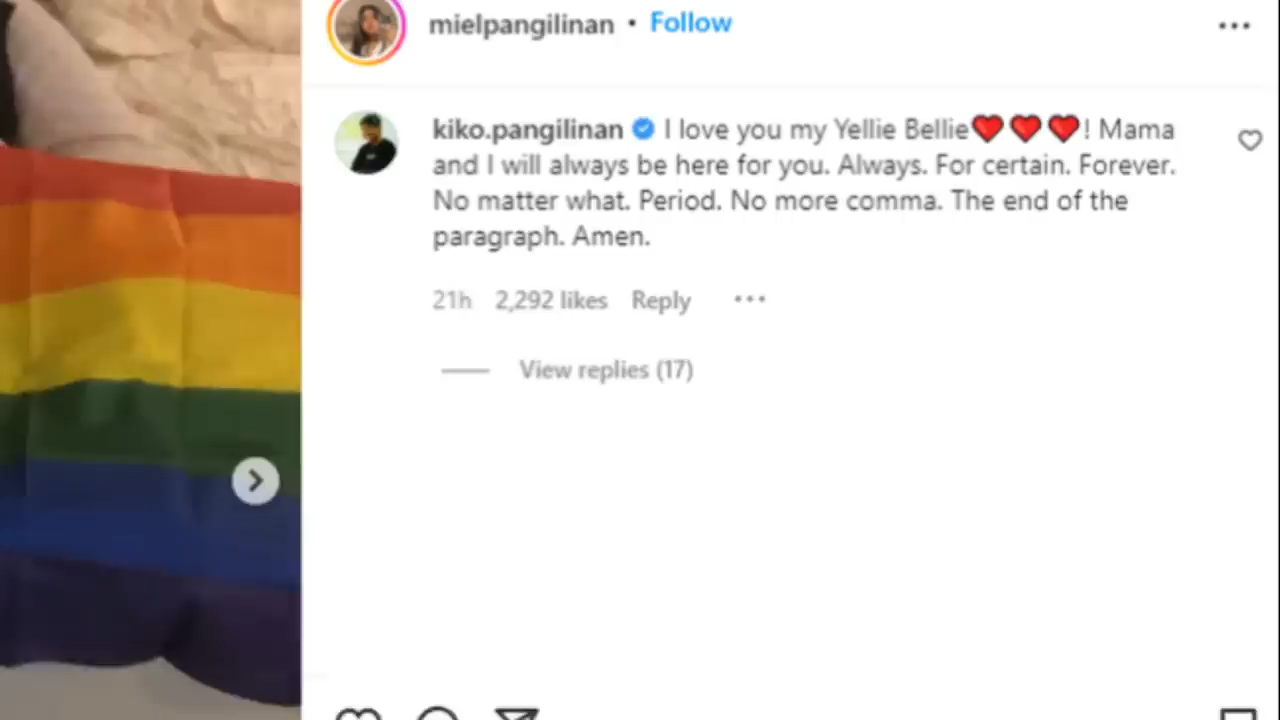 mielpangilinan • Follow
kiko.pangilinan I love you my Yellie Bellie❤️❤️❤️! Mama
and I will always be here for you. Always. For certain. Forever.
No matter what. Period. No more comma. The end of the
paragraph. Amen.
21h 2,292 likes Reply
View replies (17)